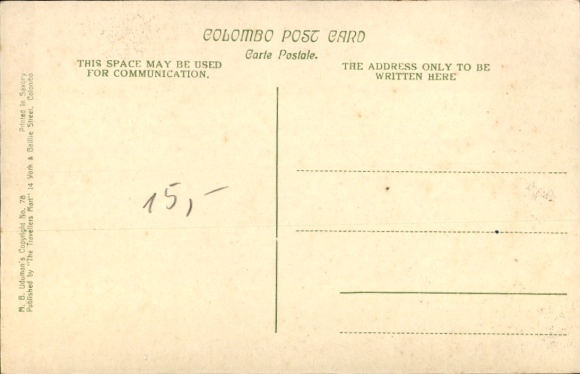 COLOMBO POST CARD
Carte Postale.
THIS SPACE MAY BE USED
FOR COMMUNICATION.
THE ADDRESS ONLY TO BE
WRITTEN HERE
15,-
M. B. Uduman's Copyright No. 78 Printed in Saxony
Published by "The Travellers Mart" 14 York & Baillie Street, Colombo